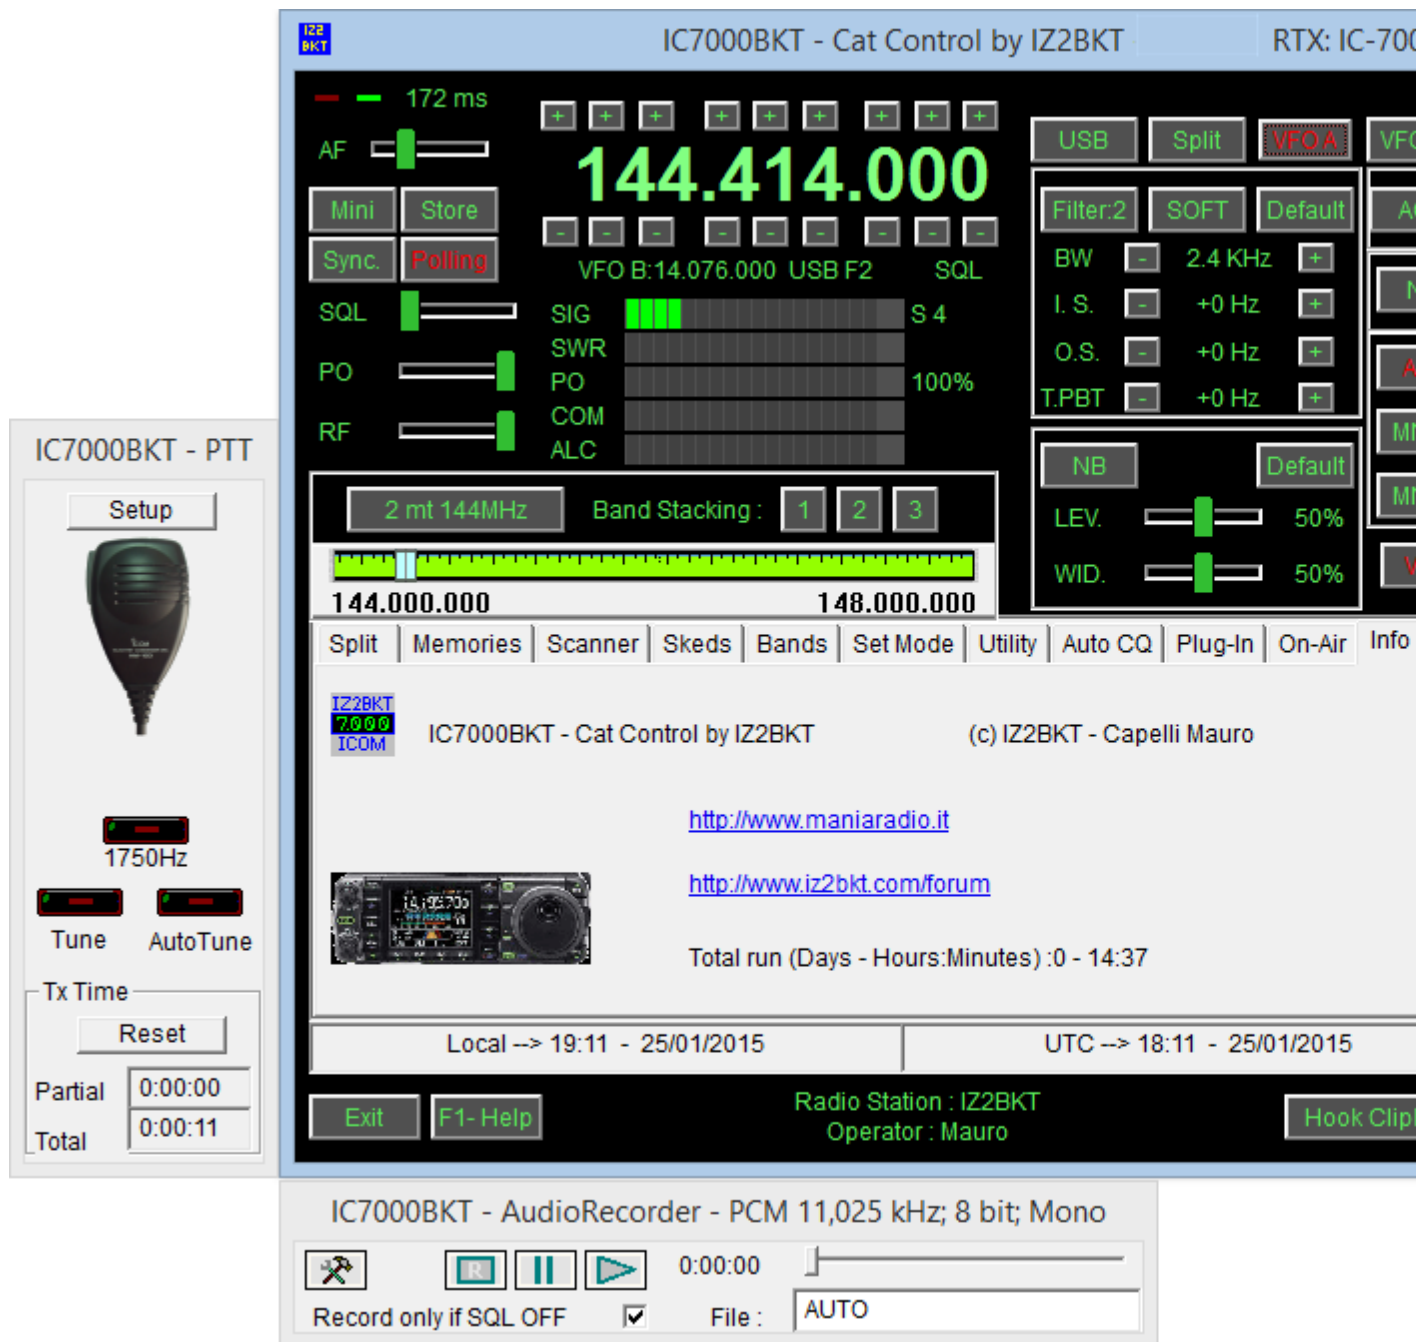 IZ2
BKT
IC7000BKT - Cat Control by IZ2BKT
RTX: IC-700
172 ms
+ + + + + + + + +
AF
144.414.000
USB Split VFO A VFO
Mini Store
- - - - - - - - -
Filter:2 SOFT Default
Sync. Polling
VFO B:14.076.000 USB F2 SQL
BW - 2.4 KHz +
SQL
SIG S 4
I. S. - +0 Hz +
SWR
O.S. - +0 Hz +
PO
PO 100%
T.PBT - +0 Hz +
COM
RF
ALC
NB Default
2 mt 144MHz Band Stacking : 1 2 3
LEV. 50%
WID. 50%
144.000.000 148.000.000
Split Memories Scanner Skeds Bands Set Mode Utility Auto CQ Plug-In On-Air Info
IZ2BKT
7.000
ICOM
IC7000BKT - Cat Control by IZ2BKT (c) IZ2BKT - Capelli Mauro
http://www.maniaradio.it
http://www.iz2bkt.com/forum
Total run (Days - Hours:Minutes) :0 - 14:37
Local --> 19:11 - 25/01/2015
UTC --> 18:11 - 25/01/2015
Exit F1- Help
Radio Station : IZ2BKT
Operator : Mauro
Hook Clip
IC7000BKT - PTT
Setup
1750Hz
Tune AutoTune
Tx Time
Reset
Partial 0:00:00
Total 0:00:11
IC7000BKT - AudioRecorder - PCM 11,025 kHz; 8 bit; Mono
R
0:00:00
Record only if SQL OFF
File : AUTO